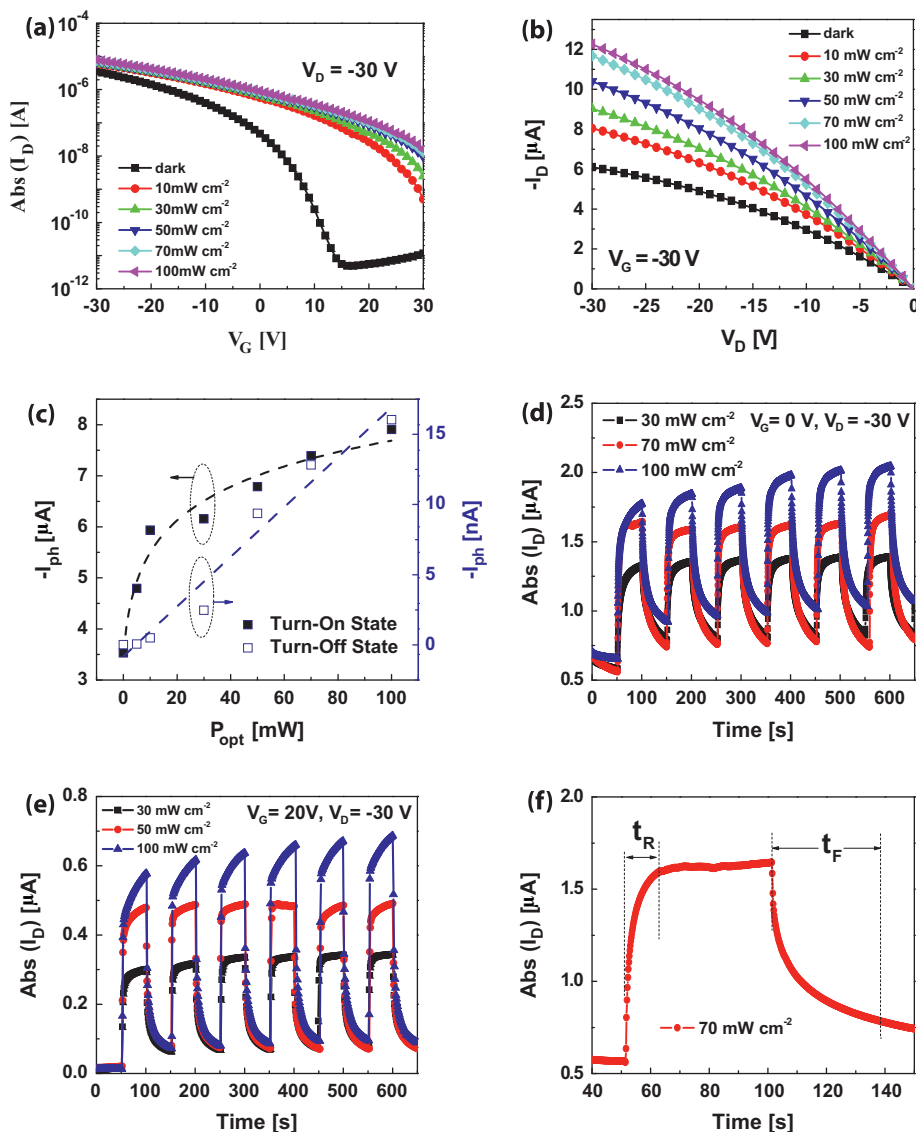 (a)
V_D = -30 V
Abs (I_D) [A]
10^-4
10^-6
10^-8
10^-10
10^-12
dark
10mW cm^-2
30mW cm^-2
50mW cm^-2
70mW cm^-2
100mW cm^-2
-30 -20 -10 0 10 20 30
V_G [V]
(b)
-I_D [μA]
12
10
8
6
4
2
0
dark
10 mW cm^-2
30 mW cm^-2
50 mW cm^-2
70 mW cm^-2
100 mW cm^-2
V_G = -30 V
-30 -25 -20 -15 -10 -5 0
V_D [V]
(c)
-I_ph [μA]
9
8
7
6
5
4
3
-I_ph [nA]
15
10
5
0
Turn-On State
Turn-Off State
0 20 40 60 80 100
P_opt [mW]
(d)
Abs (I_D) [μA]
2.5
2.0
1.5
1.0
0.5
30 mW cm^-2
70 mW cm^-2
100 mW cm^-2
V_G= 0 V, V_D = -30 V
0 100 200 300 400 500 600
Time [s]
(e)
Abs (I_D) [μA]
0.8
0.6
0.4
0.2
0.0
30 mW cm^-2
50 mW cm^-2
100 mW cm^-2
V_G= 20V, V_D= -30 V
100 200 300 400 500 600
Time [s]
(f)
Abs (I_D) [μA]
2.0
1.5
1.0
0.5
t_R
t_F
70 mW cm^-2
40 60 80 100 120 140
Time [s]